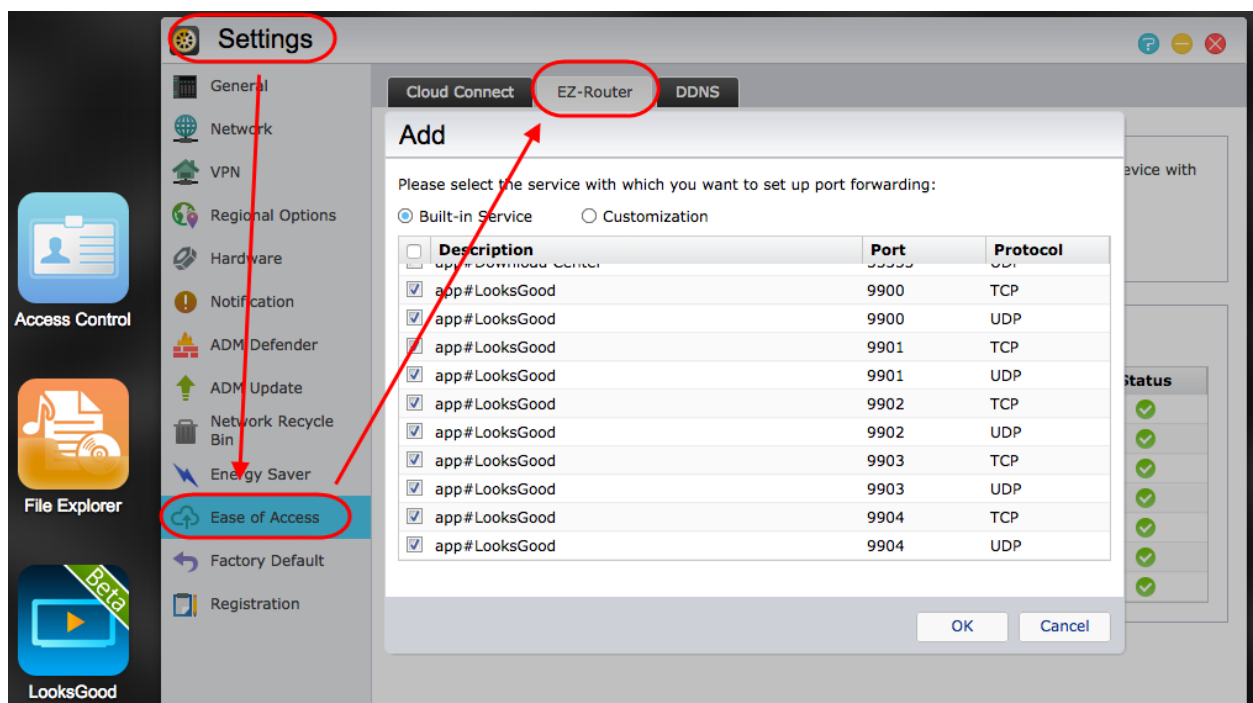 Settings
General
Network
VPN
Regional Options
Hardware
Notification
ADM Defender
ADM Update
Network Recycle
Bin
Energy Saver
Ease of Access
Factory Default
Registration
Access Control
File Explorer
Beta
LooksGood
Cloud Connect EZ-Router DDNS
Add
evice with
Please select the service with which you want to set up port forwarding:
Built-in Service Customization
Description Port Protocol
app#Download Center 55555 UDP
app#LooksGood 9900 TCP
app#LooksGood 9900 UDP
app#LooksGood 9901 TCP
app#LooksGood 9901 UDP
app#LooksGood 9902 TCP
app#LooksGood 9902 UDP
app#LooksGood 9903 TCP
app#LooksGood 9903 UDP
app#LooksGood 9904 TCP
app#LooksGood 9904 UDP
Status
OK Cancel